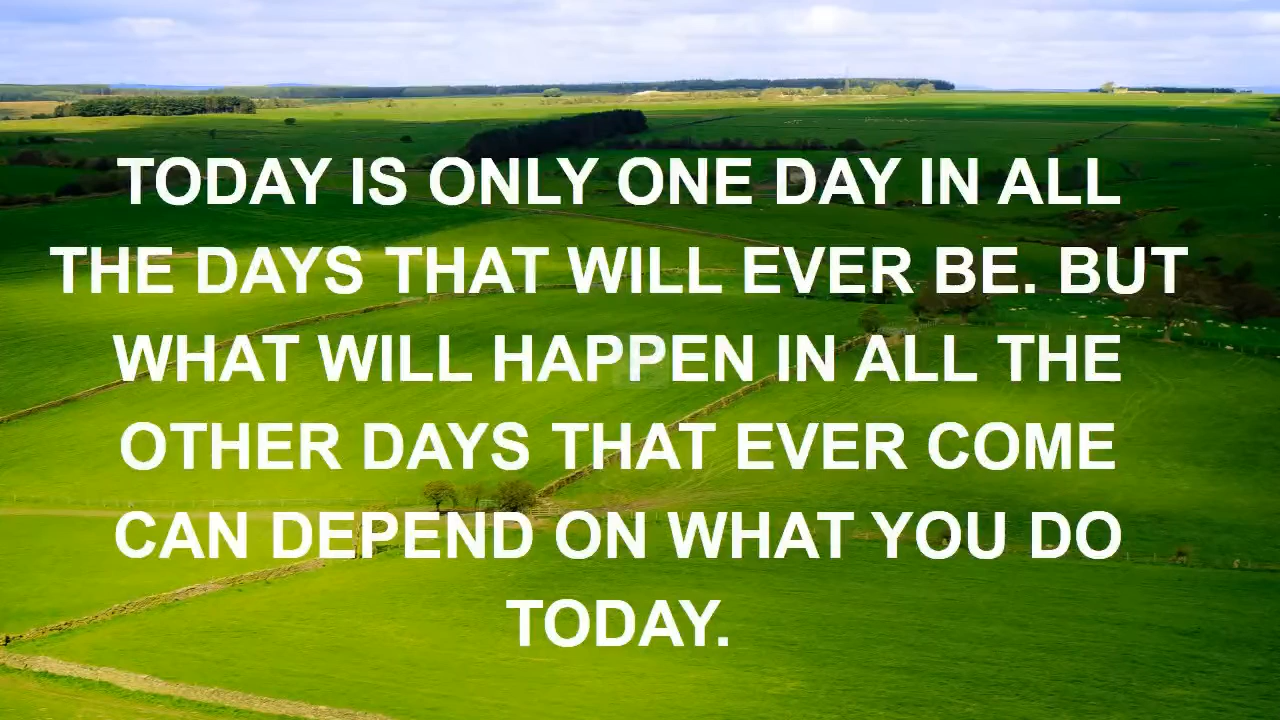 TODAY IS ONLY ONE DAY IN ALL
THE DAYS THAT WILL EVER BE. BUT
WHAT WILL HAPPEN IN ALL THE
OTHER DAYS THAT EVER COME
CAN DEPEND ON WHAT YOU DO
TODAY.